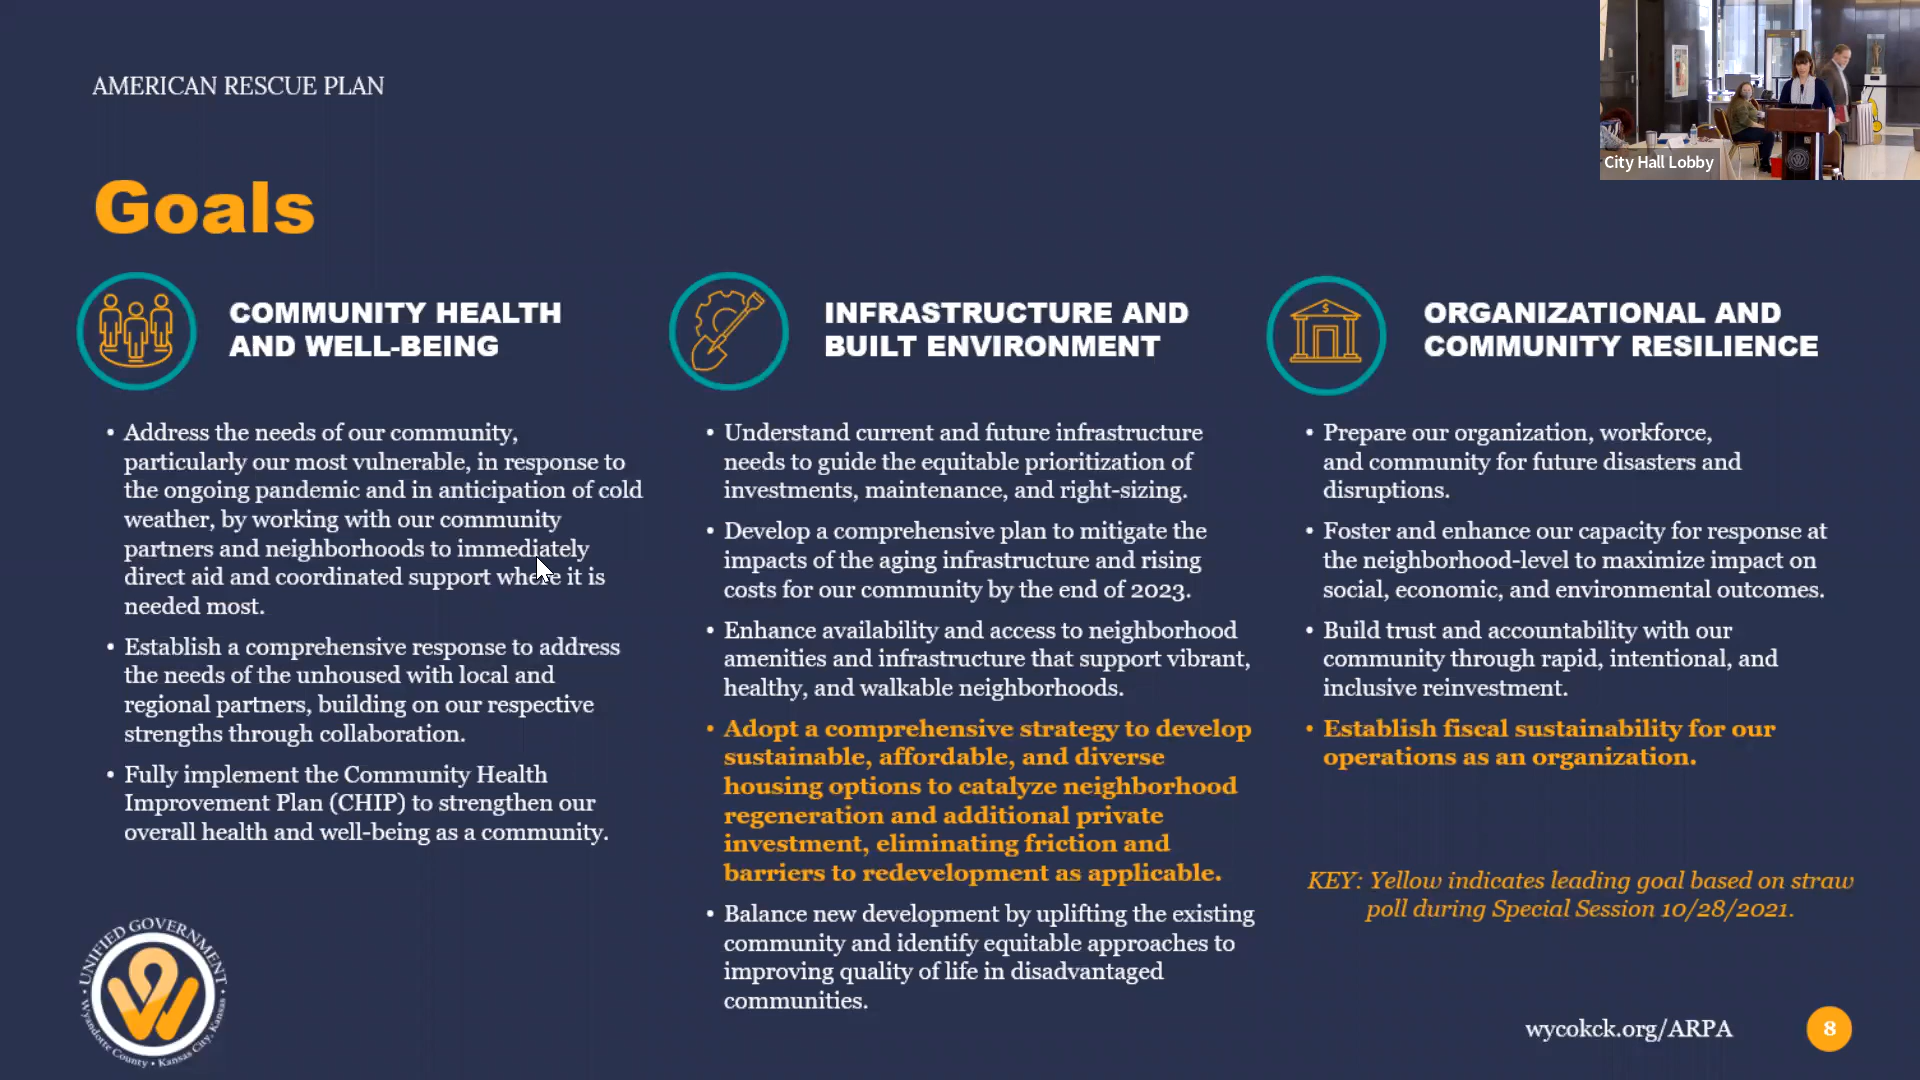 AMERICAN RESCUE PLAN
City Hall Lobby
Goals
COMMUNITY HEALTH
AND WELL-BEING
• Address the needs of our community,
particularly our most vulnerable, in response to
the ongoing pandemic and in anticipation of cold
weather, by working with our community
partners and neighborhoods to immediately
direct aid and coordinated support where it is
needed most.
• Establish a comprehensive response to address
the needs of the unhoused with local and
regional partners, building on our respective
strengths through collaboration.
• Fully implement the Community Health
Improvement Plan (CHIP) to strengthen our
overall health and well-being as a community.
INFRASTRUCTURE AND
BUILT ENVIRONMENT
• Understand current and future infrastructure
needs to guide the equitable prioritization of
investments, maintenance, and right-sizing.
• Develop a comprehensive plan to mitigate the
impacts of the aging infrastructure and rising
costs for our community by the end of 2023.
• Enhance availability and access to neighborhood
amenities and infrastructure that support vibrant,
healthy, and walkable neighborhoods.
• Adopt a comprehensive strategy to develop
sustainable, affordable, and diverse
housing options to catalyze neighborhood
regeneration and additional private
investment, eliminating friction and
barriers to redevelopment as applicable.
• Balance new development by uplifting the existing
community and identify equitable approaches to
improving quality of life in disadvantaged
communities.
$
ORGANIZATIONAL AND
COMMUNITY RESILIENCE
• Prepare our organization, workforce,
and community for future disasters and
disruptions.
• Foster and enhance our capacity for response at
the neighborhood-level to maximize impact on
social, economic, and environmental outcomes.
• Build trust and accountability with our
community through rapid, intentional, and
inclusive reinvestment.
• Establish fiscal sustainability for our
operations as an organization.
KEY: Yellow indicates leading goal based on straw
poll during Special Session 10/28/2021.
UNIFIED GOVERNMENT
Wyandotte County • Kansas City, Kansas
wycokck.org/ARPA
8